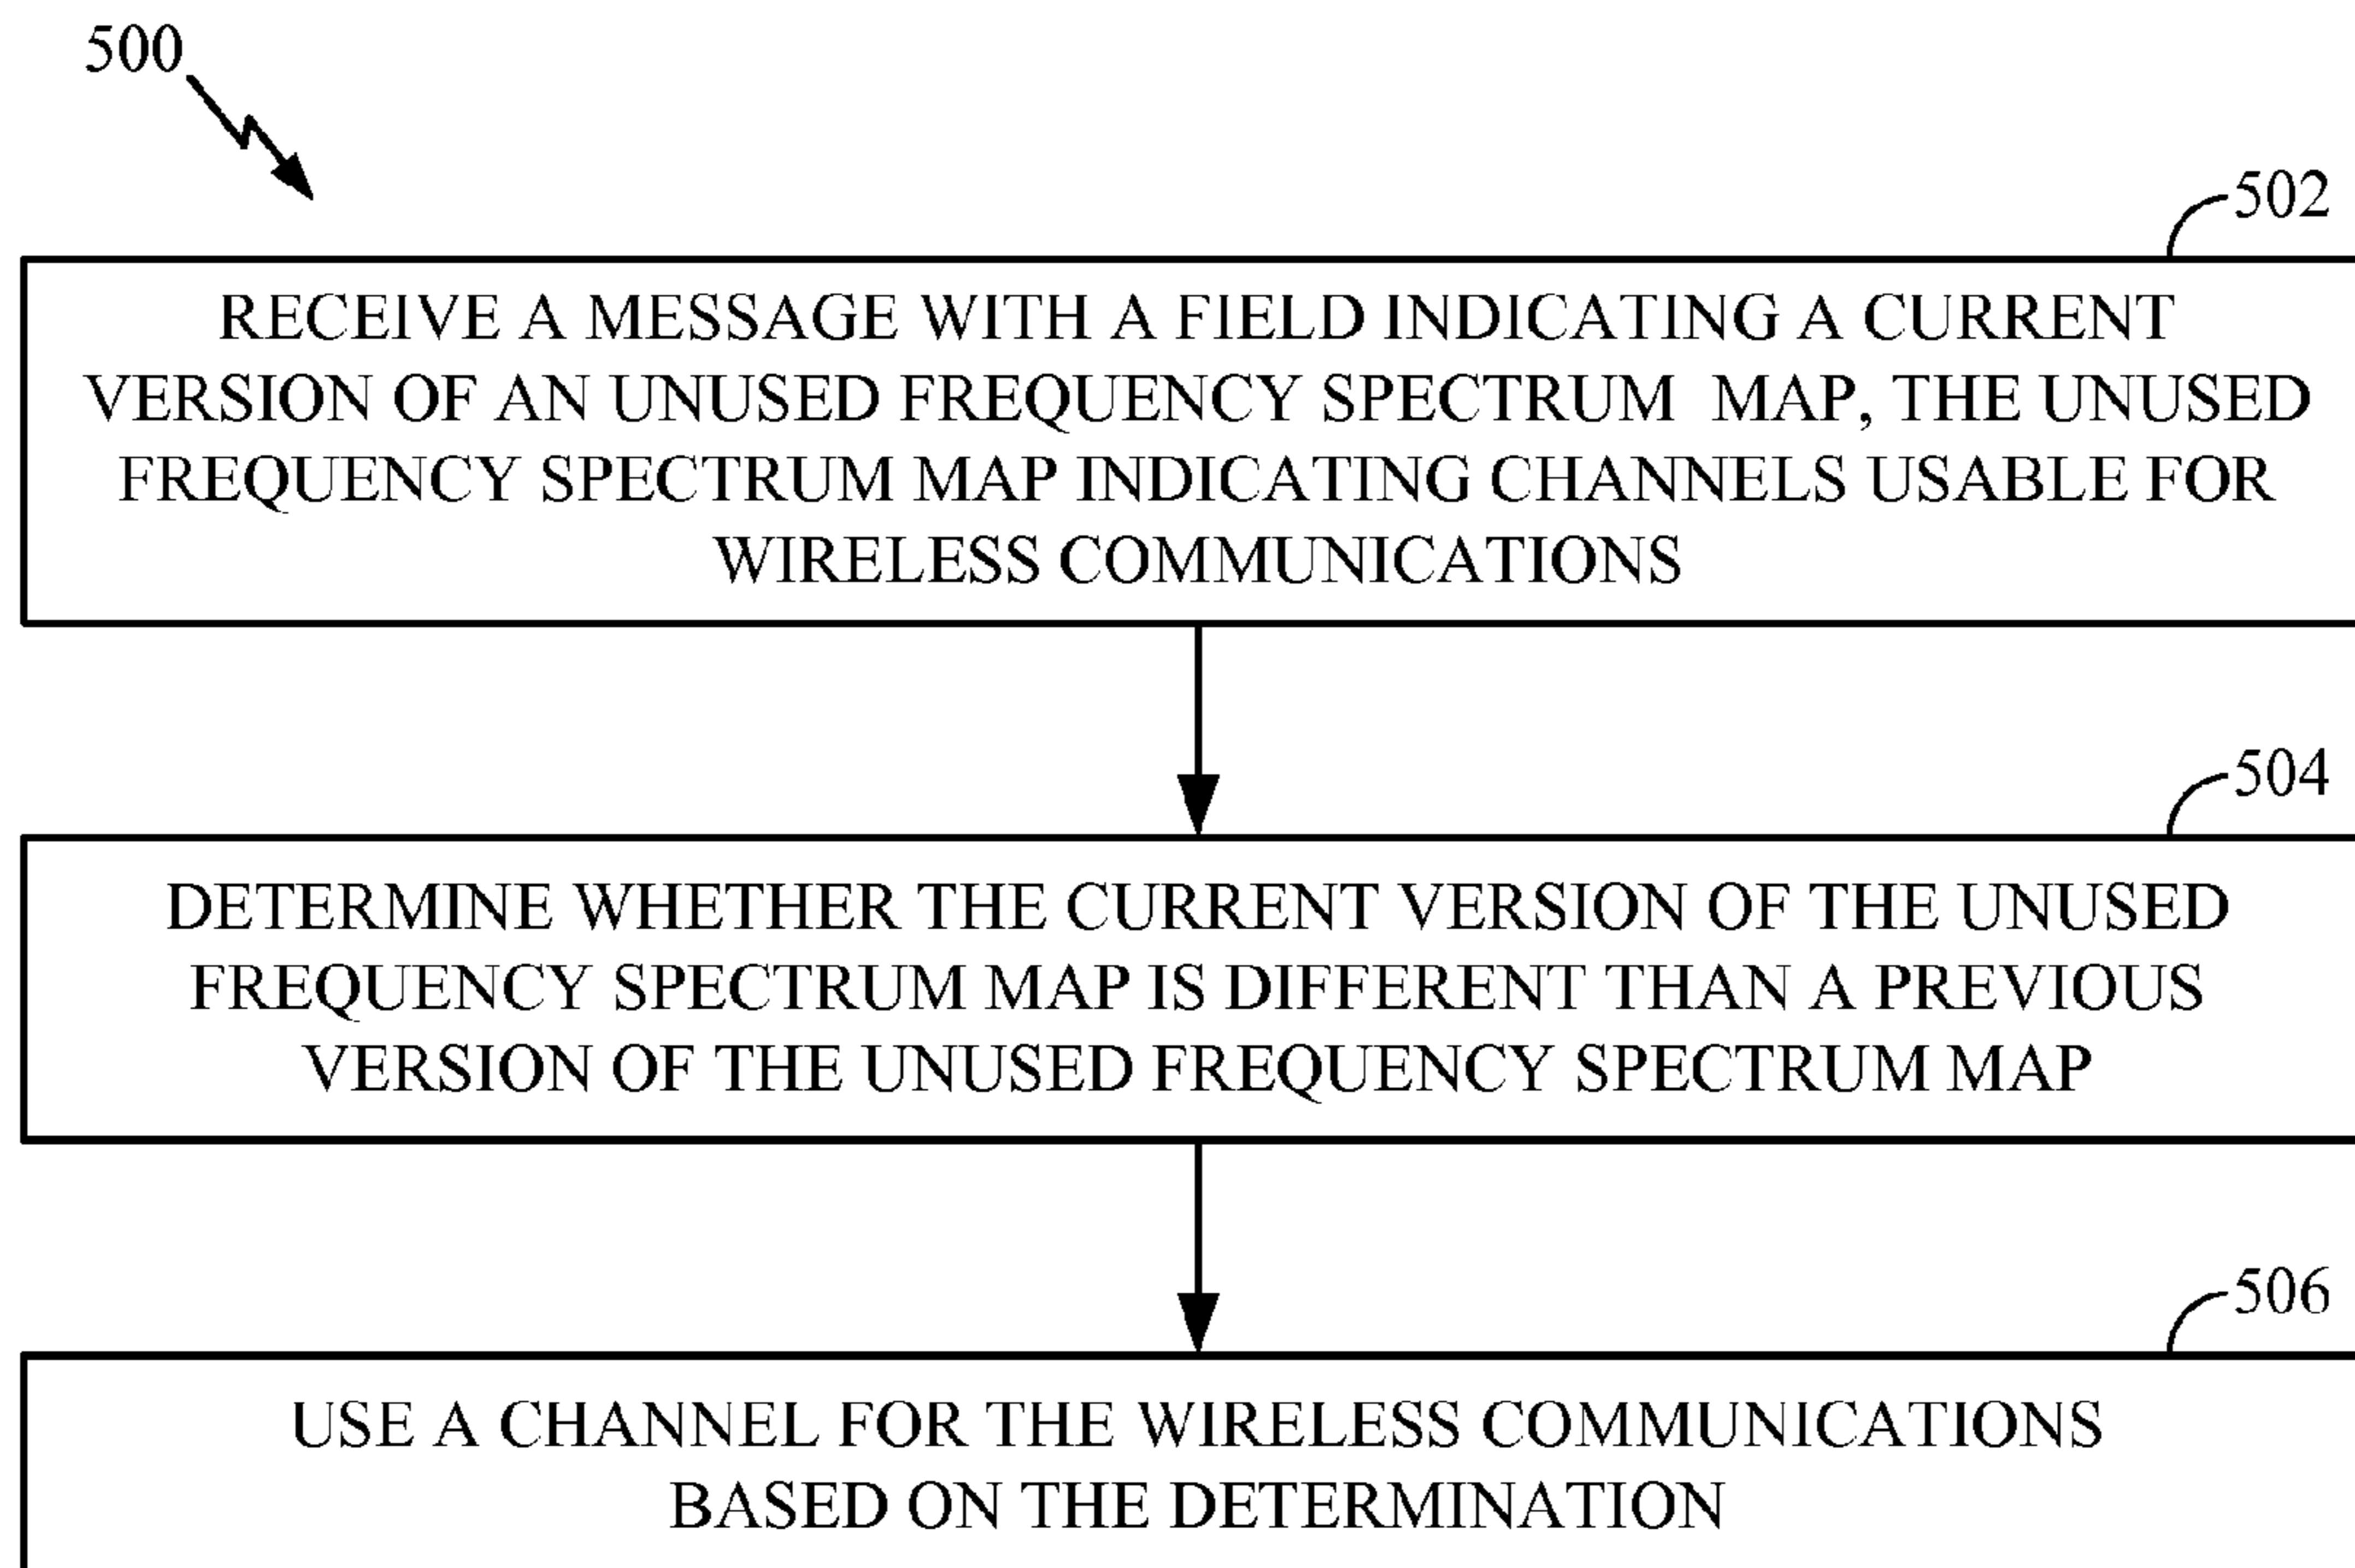 500
502
RECEIVE A MESSAGE WITH A FIELD INDICATING A CURRENT
VERSION OF AN UNUSED FREQUENCY SPECTRUM MAP, THE UNUSED
FREQUENCY SPECTRUM MAP INDICATING CHANNELS USABLE FOR
WIRELESS COMMUNICATIONS
504
DETERMINE WHETHER THE CURRENT VERSION OF THE UNUSED
FREQUENCY SPECTRUM MAP IS DIFFERENT THAN A PREVIOUS
VERSION OF THE UNUSED FREQUENCY SPECTRUM MAP
506
USE A CHANNEL FOR THE WIRELESS COMMUNICATIONS
BASED ON THE DETERMINATION